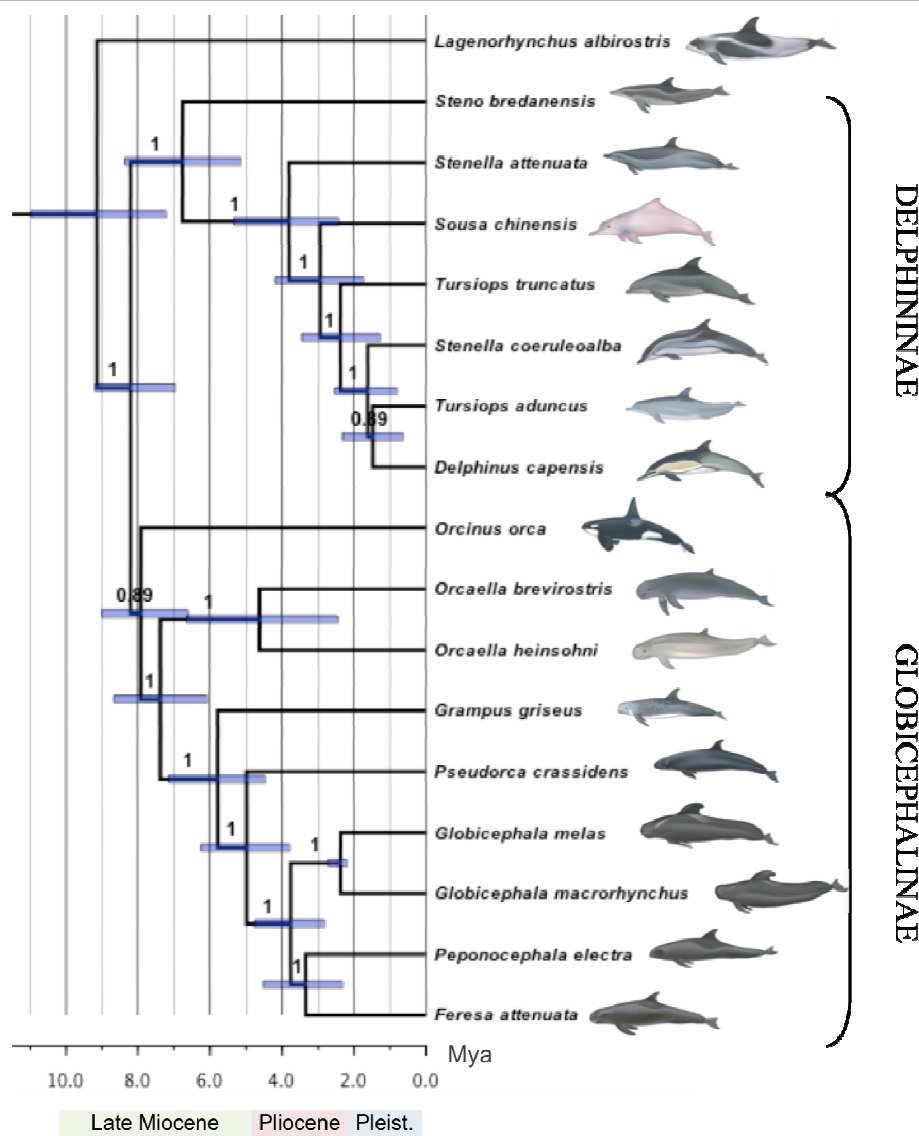 Lagenorhynchus albirostris
Steno bredanensis
1
Stenella attenuata
1
Sousa chinensis
1
Tursiops truncatus
1
Stenella coeruleoalba
1
1
Tursiops aduncus
0.89
Delphinus capensis
DELPHININAE
Orcinus orca
0.89
1
Orcaella brevirostris
Orcaella heinsohni
1
Grampus griseus
1
Pseudorca crassidens
1
Globicephala melas
1
Globicephala macrorhynchus
1
Peponocephala electra
1
Feresa attenuata
GLOBICEPHALINAE
Mya
10.0 8.0 6.0 4.0 2.0 0.0
Late Miocene Pliocene Pleist.